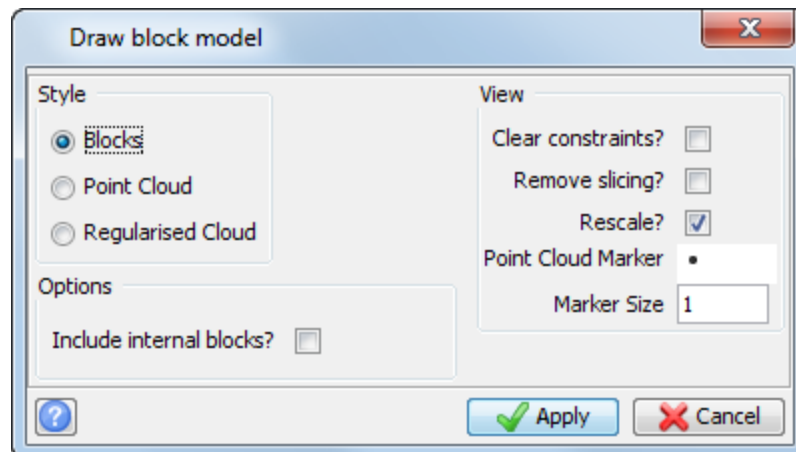 Draw block model
Style
Blocks
Point Cloud
Regularised Cloud
Options
Include internal blocks?
View
Clear constraints?
Remove slicing?
Rescale?
Point Cloud Marker
Marker Size 1
? Apply Cancel